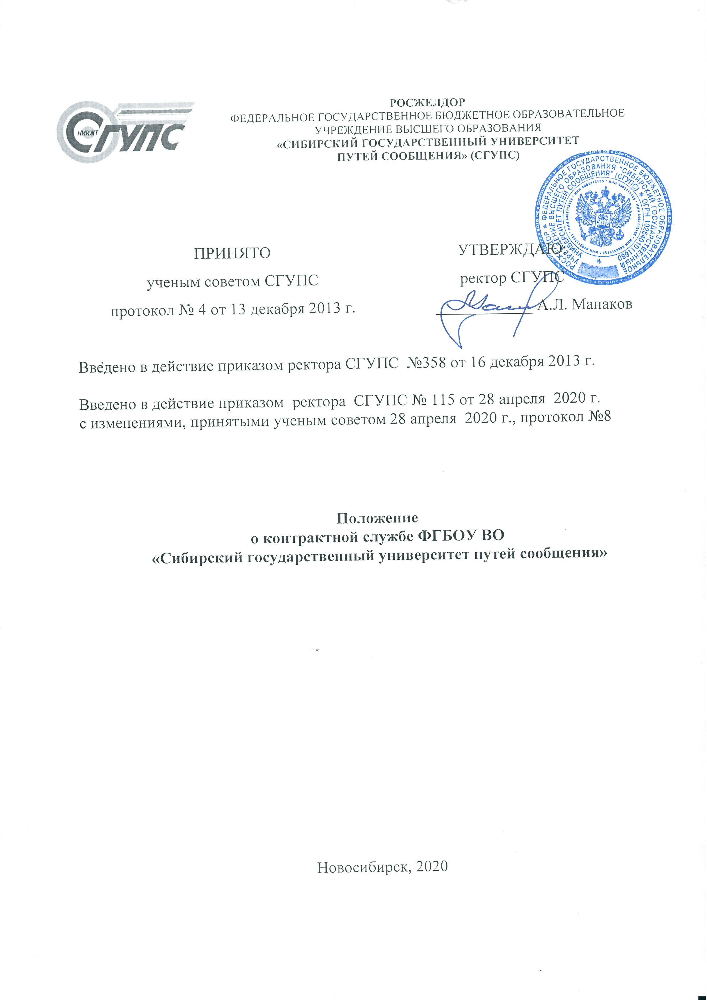 НИИЖТ
СГУПС
РОСЖЕЛДОР
ФЕДЕРАЛЬНОЕ ГОСУДАРСТВЕННОЕ БЮДЖЕТНОЕ ОБРАЗОВАТЕЛЬНОЕ
УЧРЕЖДЕНИЕ ВЫСШЕГО ОБРАЗОВАНИЯ
«СИБИРСКИЙ ГОСУДАРСТВЕННЫЙ УНИВЕРСИТЕТ
ПУТЕЙ СООБЩЕНИЯ» (СГУПС)
РОСЖЕЛДОР * ФЕДЕРАЛЬНОЕ ГОСУДАРСТВЕННОЕ БЮДЖЕТНОЕ ОБРАЗОВАТЕЛЬНОЕ
УЧРЕЖДЕНИЕ ВЫСШЕГО ОБРАЗОВАНИЯ "СИБИРСКИЙ ГОСУДАРСТВЕННЫЙ
УНИВЕРСИТЕТ ПУТЕЙ СООБЩЕНИЯ" (СГУПС) * ОГРН 1025401011680
ИНН 5402113155
ПРИНЯТО
ученым советом СГУПС
протокол № 4 от 13 декабря 2013 г.
УТВЕРЖДАЮ:
ректор СГУПС
А.Л. Манаков
Введено в действие приказом ректора СГУПС №358 от 16 декабря 2013 г.
Введено в действие приказом ректора СГУПС № 115 от 28 апреля 2020 г.
с изменениями, принятыми ученым советом 28 апреля 2020 г., протокол №8
Положение
о контрактной службе ФГБОУ ВО
«Сибирский государственный университет путей сообщения»
Новосибирск, 2020